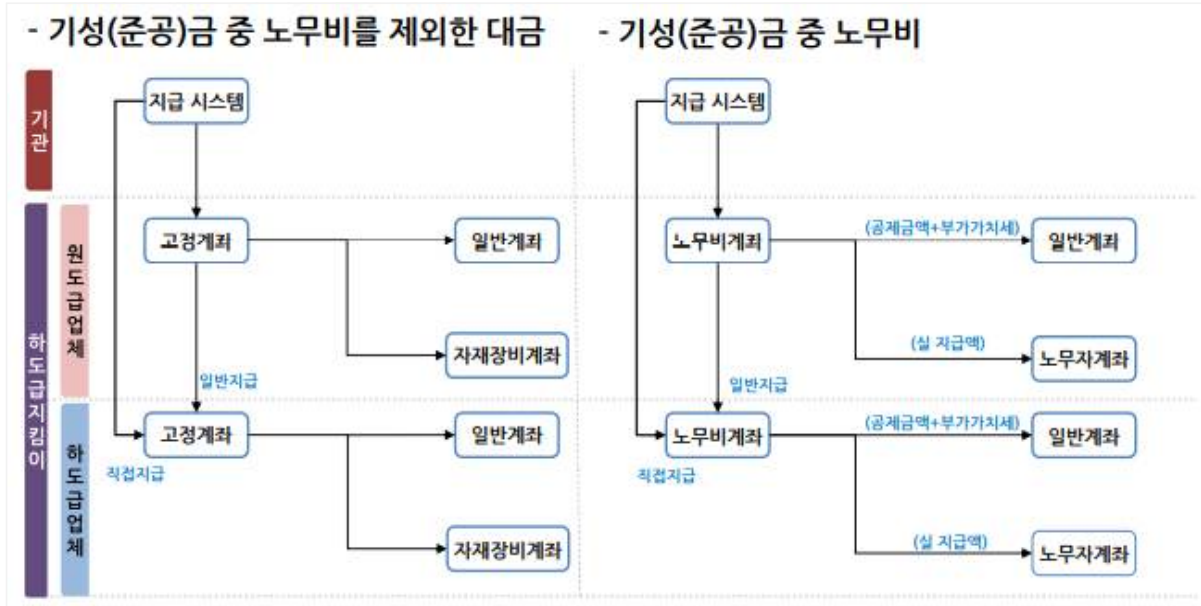 - 기성(준공)금 중 노무비를 제외한 대금
- 기성(준공)금 중 노무비
기관
지급 시스템
지급 시스템
하도급지킴이
원도급업체
고정계좌
일반계좌
자재장비계좌
일반지급
노무비계좌
(공제금액+부가가치세)
일반계좌
(실 지급액)
노무자계좌
일반지급
하도급업체
고정계좌
일반계좌
직접지급
자재장비계좌
노무비계좌
(공제금액+부가가치세)
일반계좌
직접지급
(실 지급액)
노무자계좌